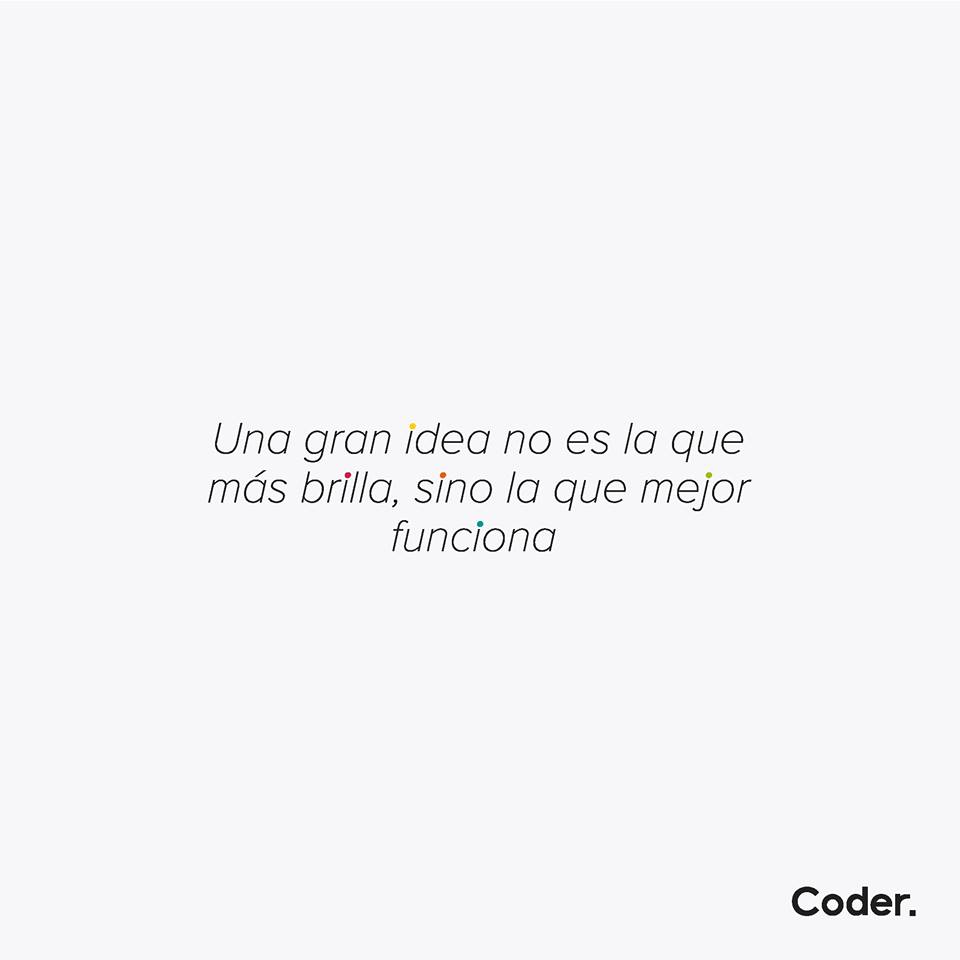 Una gran idea no es la que
más brilla, sino la que mejor
funciona
Coder.